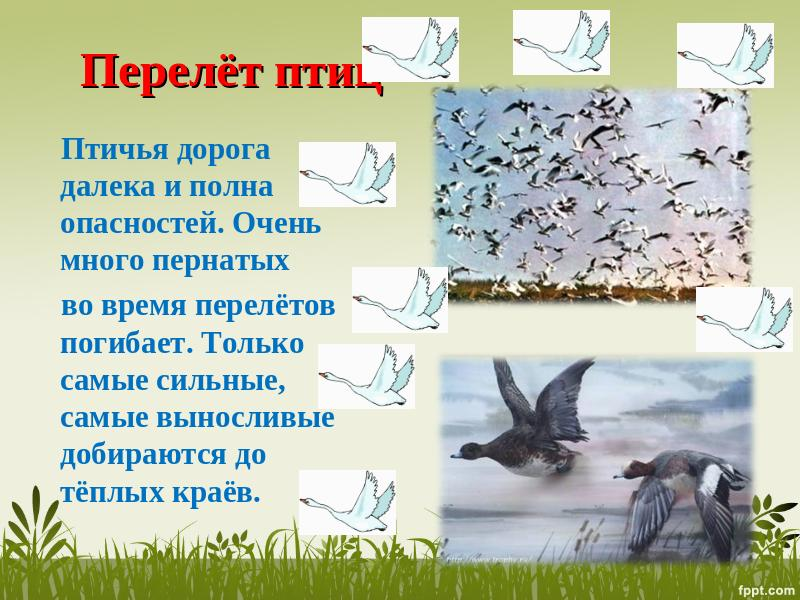 Перелёт птиц
Птичья дорога
далека и полна
опасностей. Очень
много пернатых
во время перелётов
погибает. Только
самые сильные,
самые выносливые
добираются до
тёплых краёв.
fppt.com